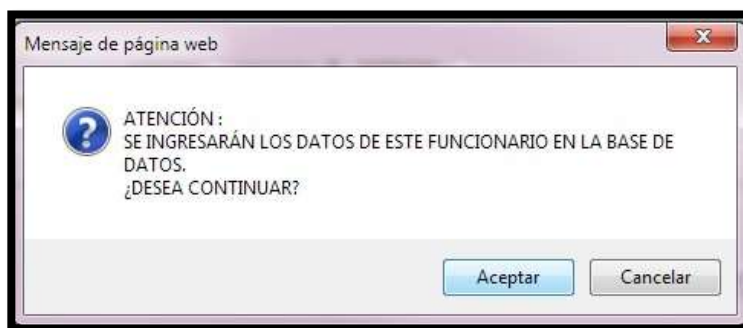 Mensaje de página web
ATENCIÓN :
SE INGRESARÁN LOS DATOS DE ESTE FUNCIONARIO EN LA BASE DE
DATOS.
¿DESEA CONTINUAR?
Aceptar
Cancelar